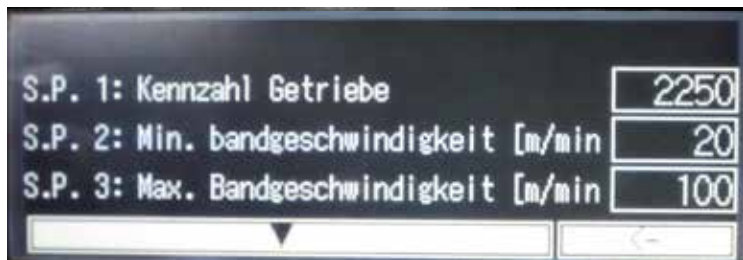 S.P. 1: Kennzahl Getriebe 2250
S.P. 2: Min. bandgeschwindigkeit [m/min 20
S.P. 3: Max. Bandgeschwindigkeit [m/min 100
▼ <-